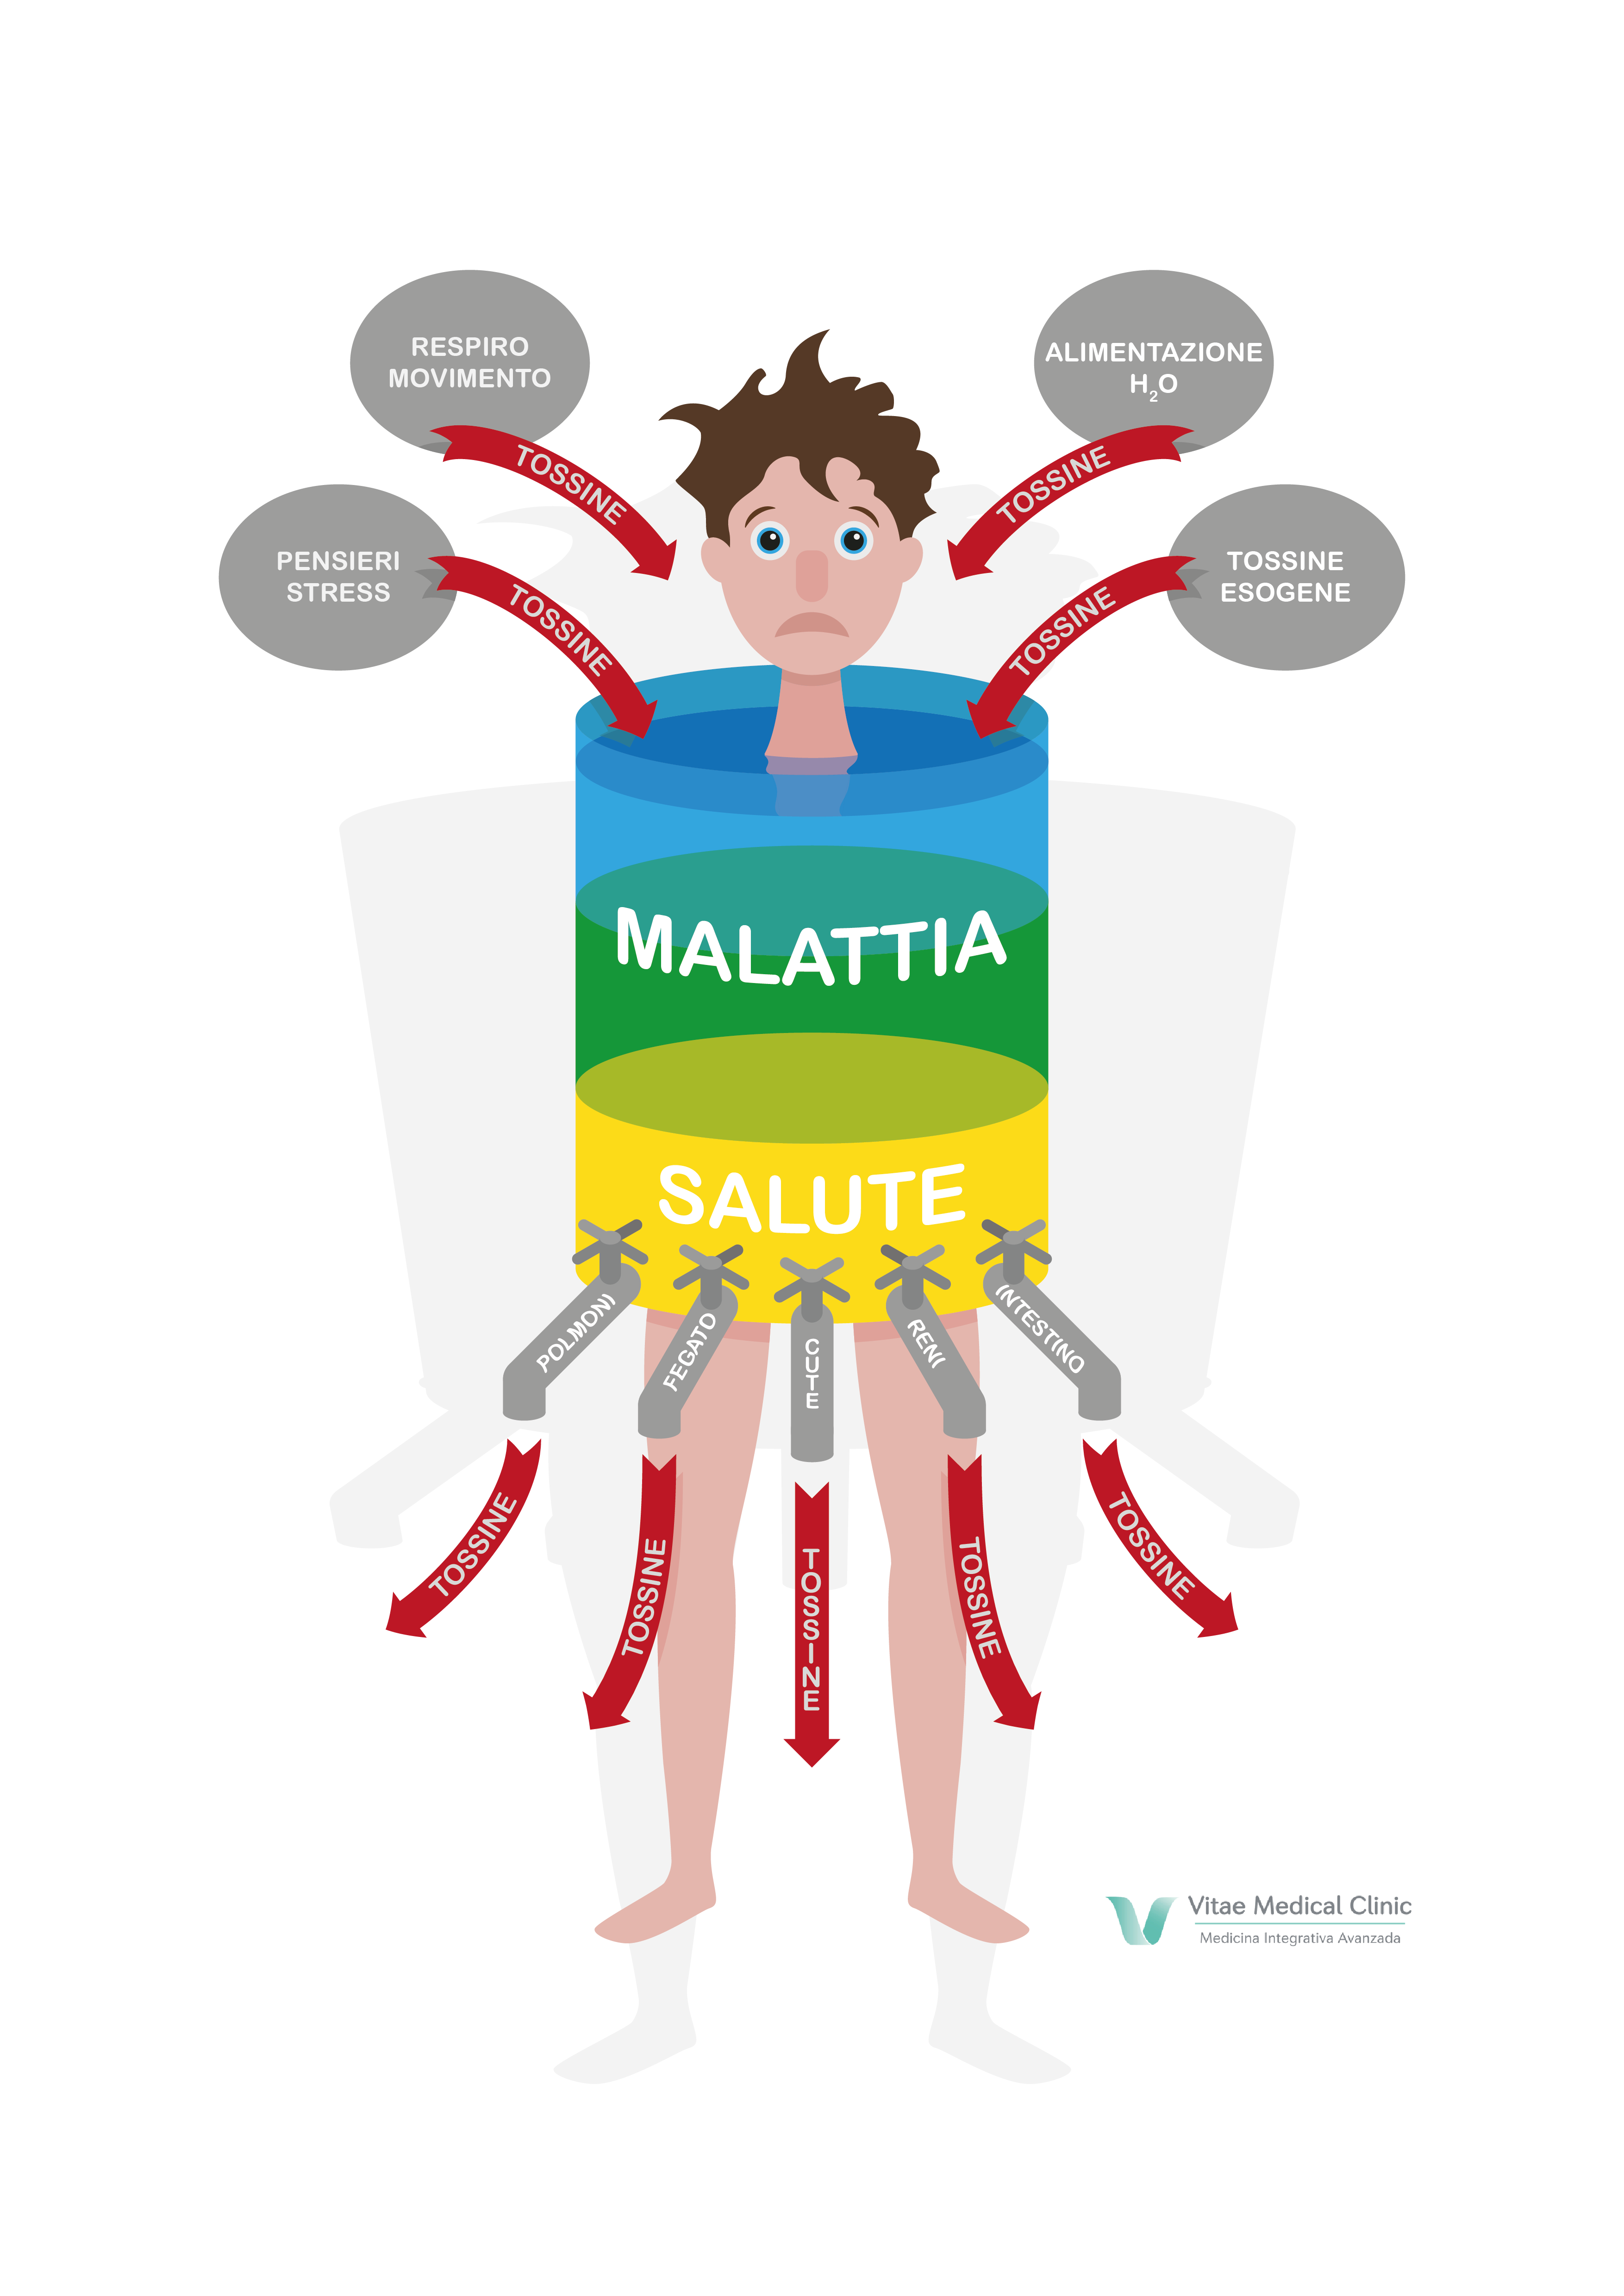 RESPIRO
MOVIMENTO
ALIMENTAZIONE
H₂O
TOSSINE
TOSSINE
PENSIERI
STRESS
TOSSINE
ESOGENE
TOSSINE
TOSSINE
MALATTIA
SALUTE
POLMONI
FEGATO
CUTE
RENI
INTESTINO
TOSSINE
TOSSINE
TOSSINE
TOSSINE
TOSSINE
Vitae Medical Clinic
Medicina Integrativa Avanzada